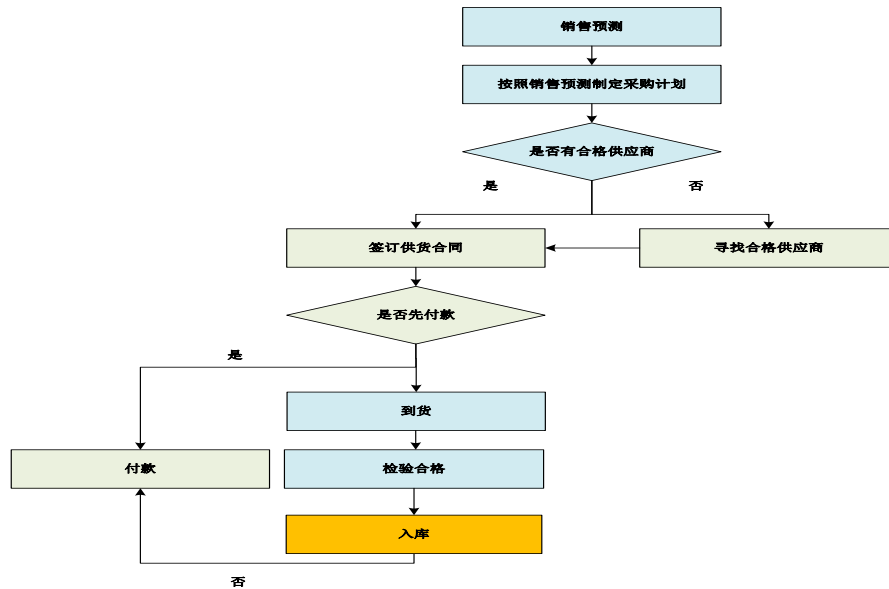 销售预测
按照销售预测制定采购计划
是否有合格供应商
是
否
签订供货合同
寻找合格供应商
是否先付款
是
到货
付款
检验合格
入库
否